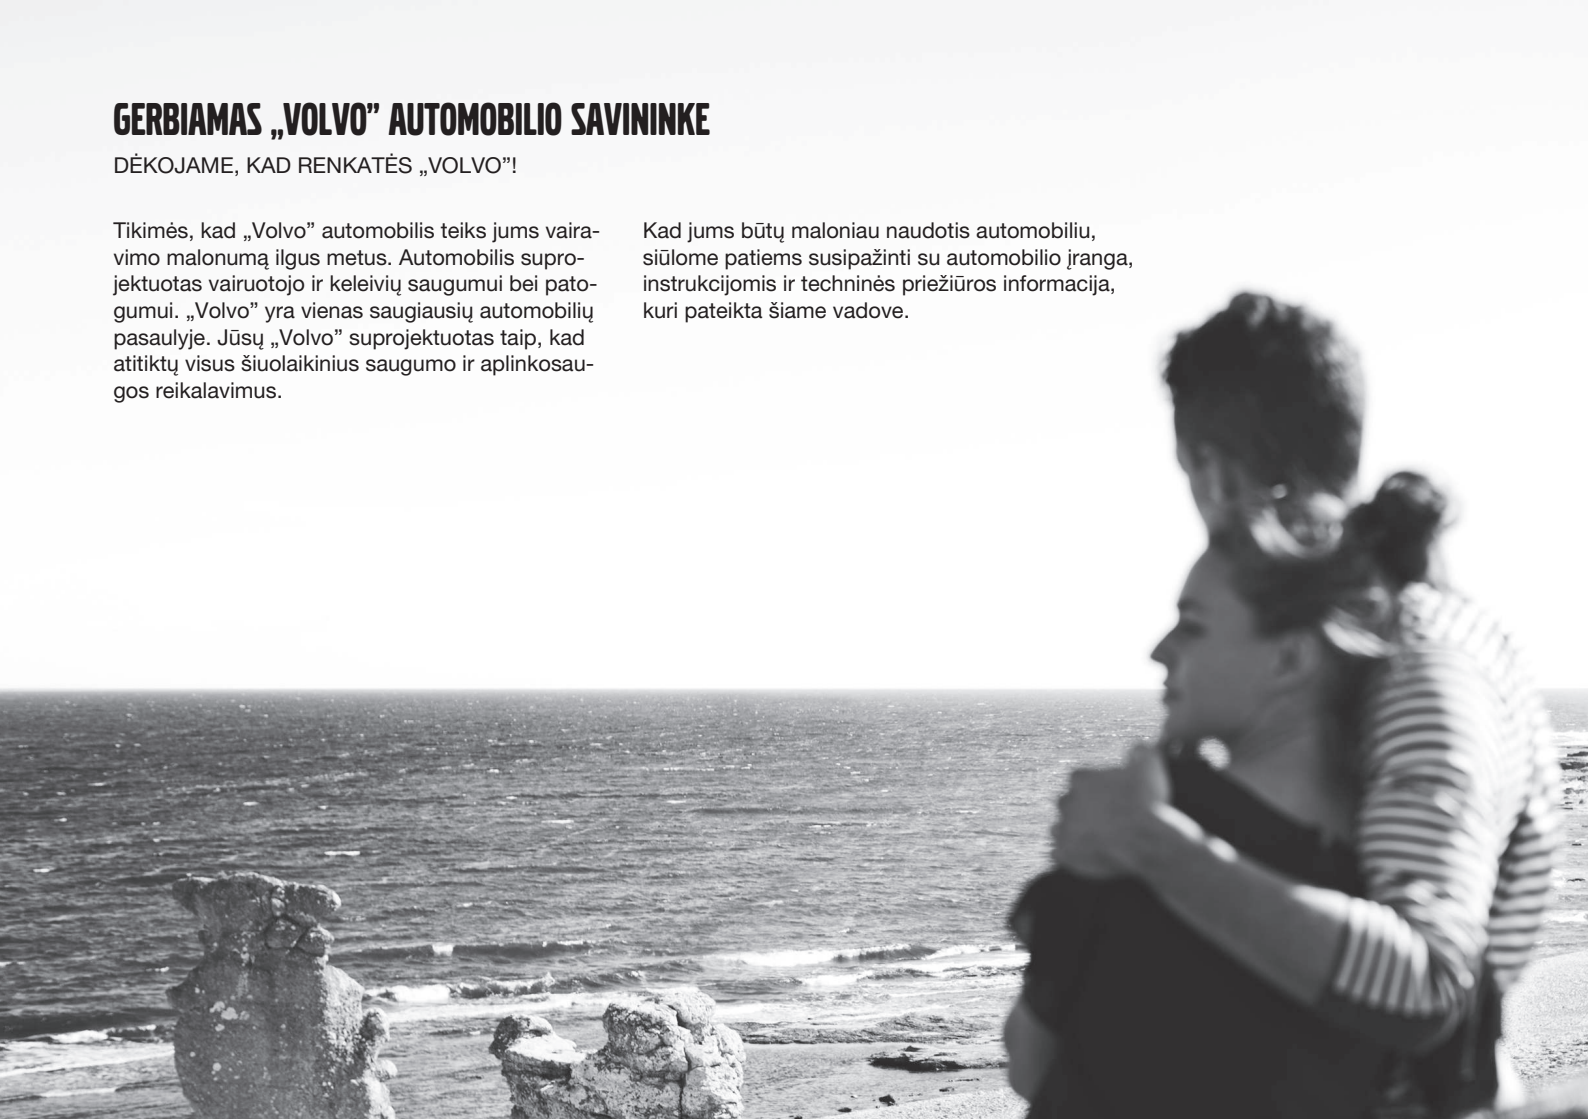 GERBIAMAS „VOLVO” AUTOMOBILIO SAVININKE
DĖKOJAME, KAD RENKATĖS „VOLVO”!
Tikimės, kad „Volvo” automobilis teiks jums vaira-
vimo malonumą ilgus metus. Automobilis supro-
jektuotas vairuotojo ir keleivių saugumui bei pato-
gumui. „Volvo” yra vienas saugiausių automobilių
pasaulyje. Jūsų „Volvo” suprojektuotas taip, kad
atitiktų visus šiuolaikinius saugumo ir aplinkosau-
gos reikalavimus.
Kad jums būtų maloniau naudotis automobiliu,
siūlome patiems susipažinti su automobilio įranga,
instrukcijomis ir techninės priežiūros informacija,
kuri pateikta šiame vadove.